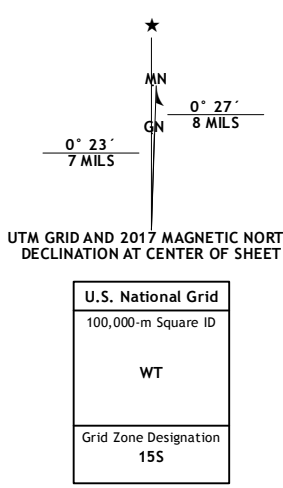 ★
MN
0° 27´
8 MILS
GN
0° 23´
7 MILS
UTM GRID AND 2017 MAGNETIC NORT
DECLINATION AT CENTER OF SHEET
U.S. National Grid
100,000-m Square ID
WT
Grid Zone Designation
15S